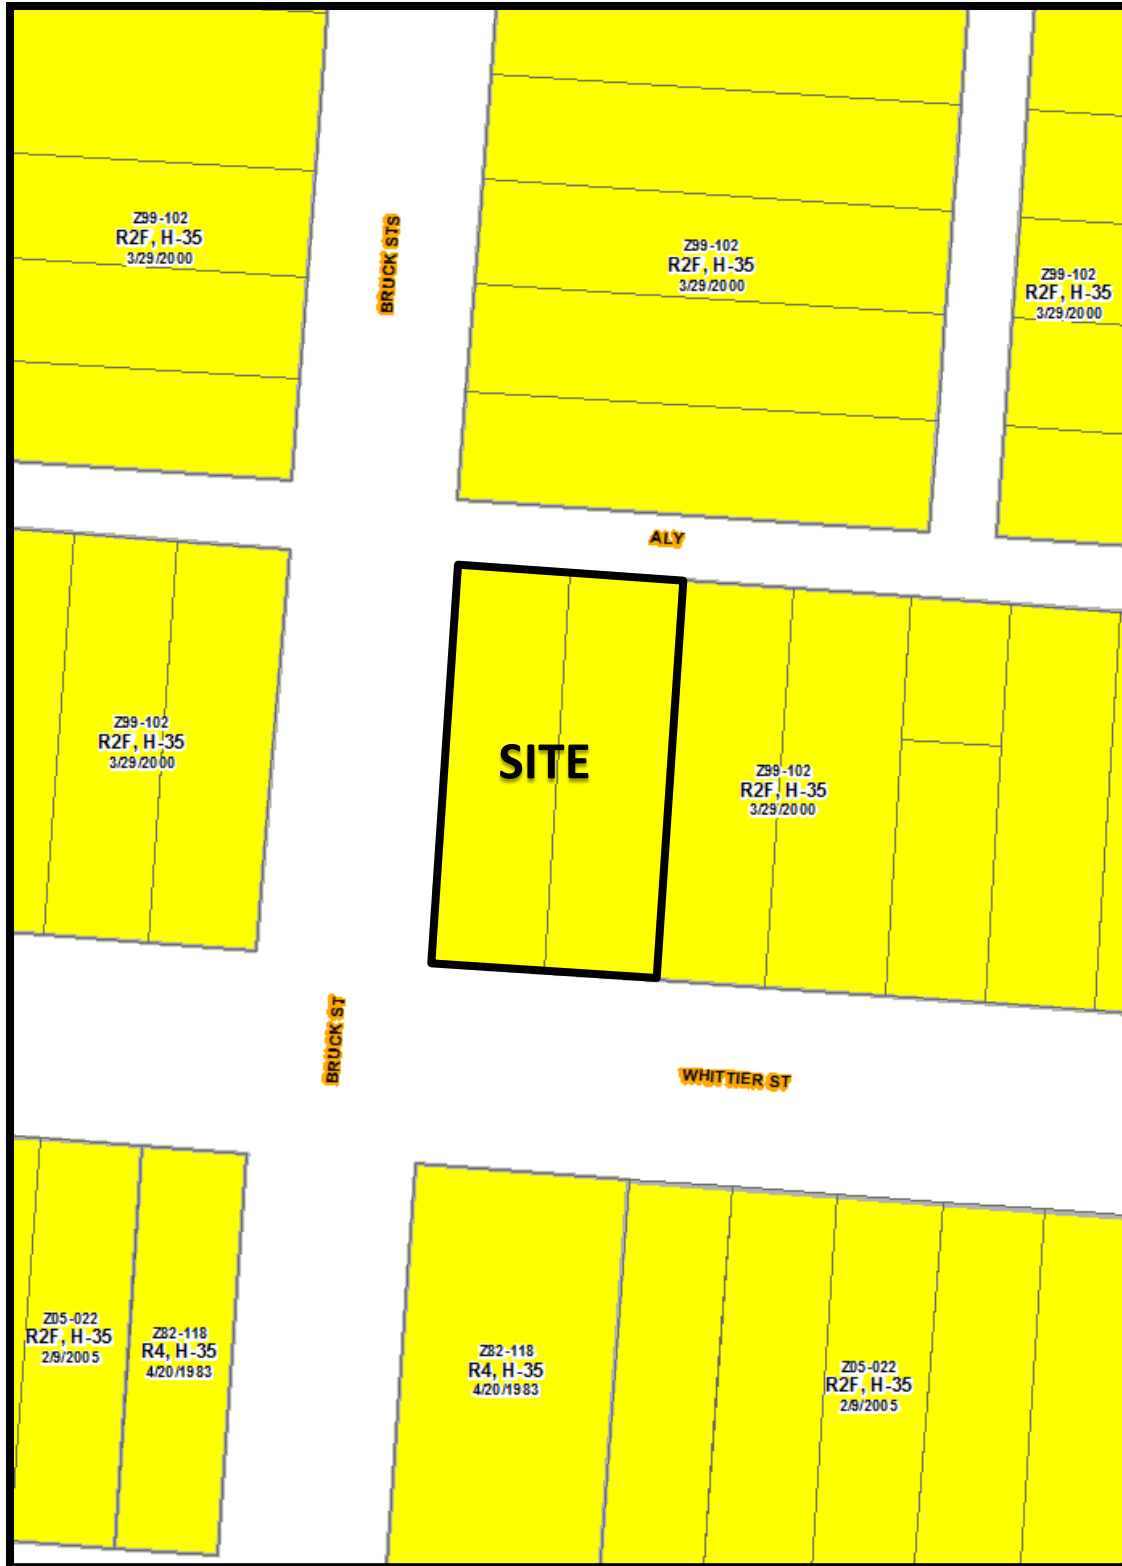 Z99-102
R2F, H-35
3/29/2000
BRUCK STS
Z99-102
R2F, H-35
3/29/2000
Z99-102
R2F, H-35
3/29/2000
ALY
Z99-102
R2F, H-35
3/29/2000
SITE
Z99-102
R2F, H-35
3/29/2000
BRUCK ST
WHITTIER ST
Z05-022
R2F, H-35
2/9/2005
Z82-118
R4, H-35
4/20/1983
Z82-118
R4, H-35
4/20/1983
Z05-022
R2F, H-35
2/9/2005